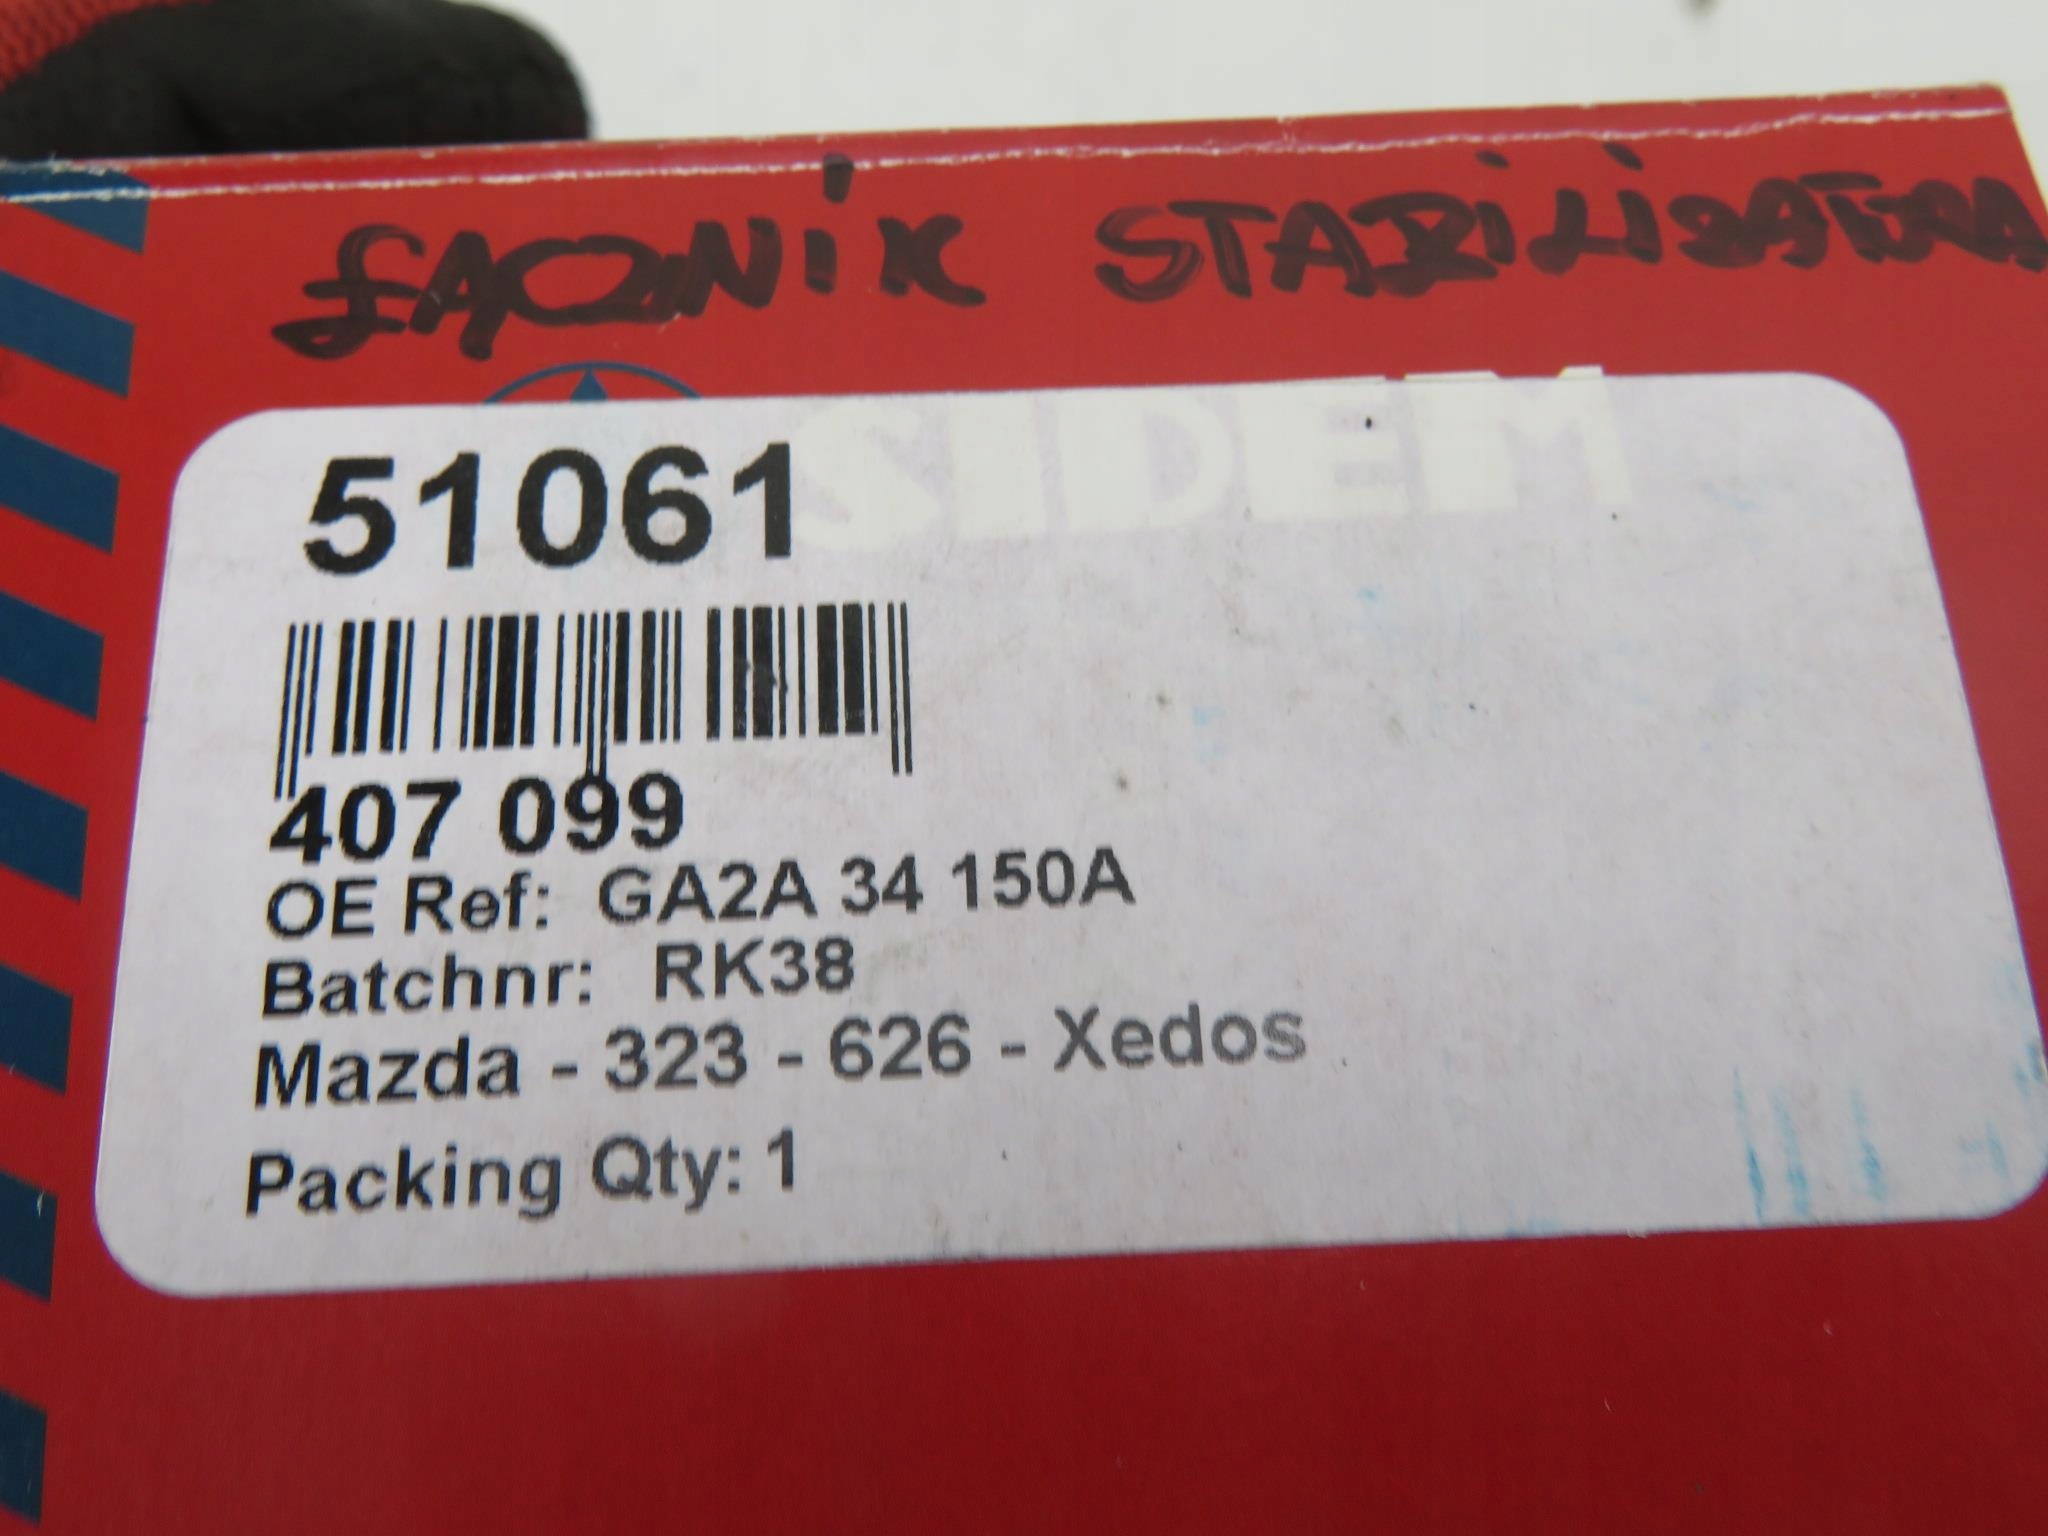 ŁĄCZNIK STABILIZATORA
SIDEM
51061
407 099
OE Ref: GA2A 34 150A
Batchnr: RK38
Mazda - 323 - 626 - Xedos
Packing Qty: 1